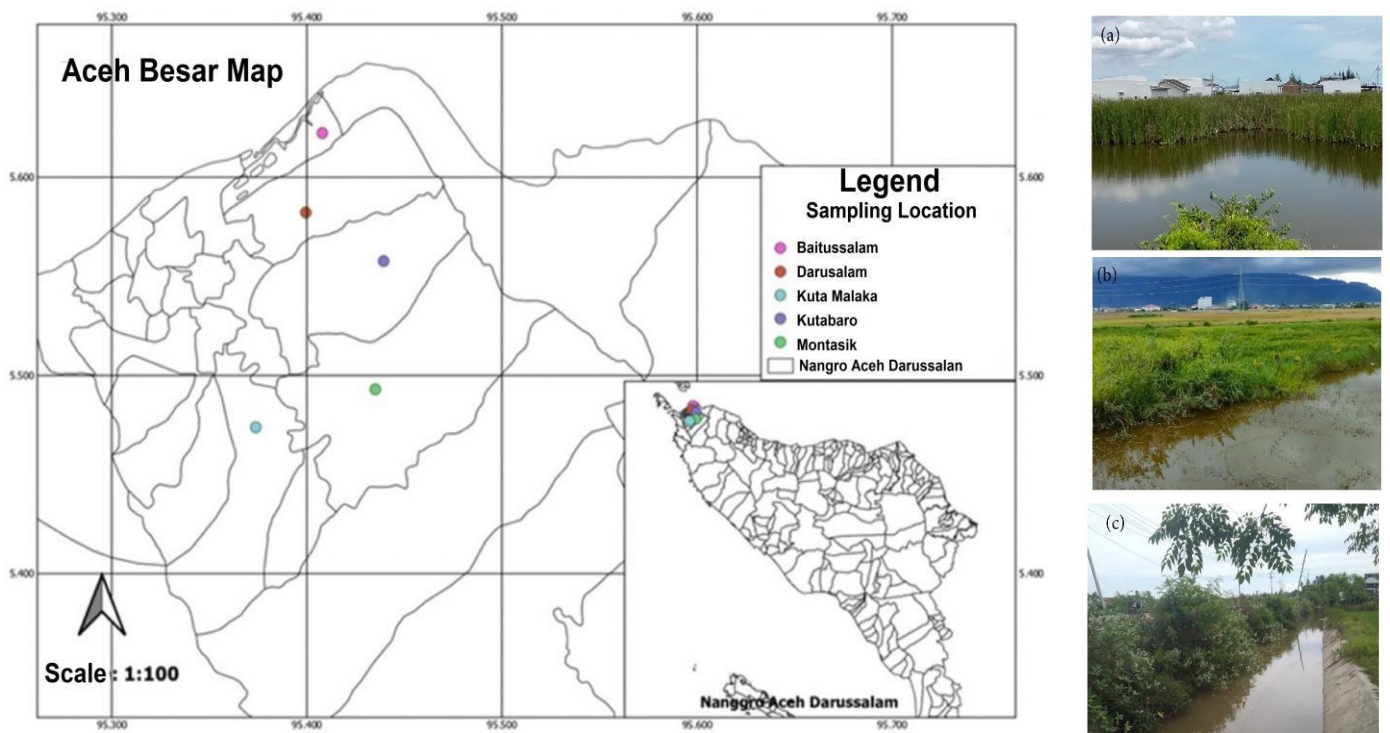 95.300 95.400 95.500 95.600 95.700
Aceh Besar Map
5.600 5.600
Legend
Sampling Location
Baitussalam
Darusalam
Kuta Malaka
Kutabaro
Montasik
Nangro Aceh Darussalan
5.500 5.500
5.400 5.400
Scale : 1:100
Nanggro Aceh Darussalam
95.300 95.400 95.500 95.600 95.700
(a)
(b)
(c)